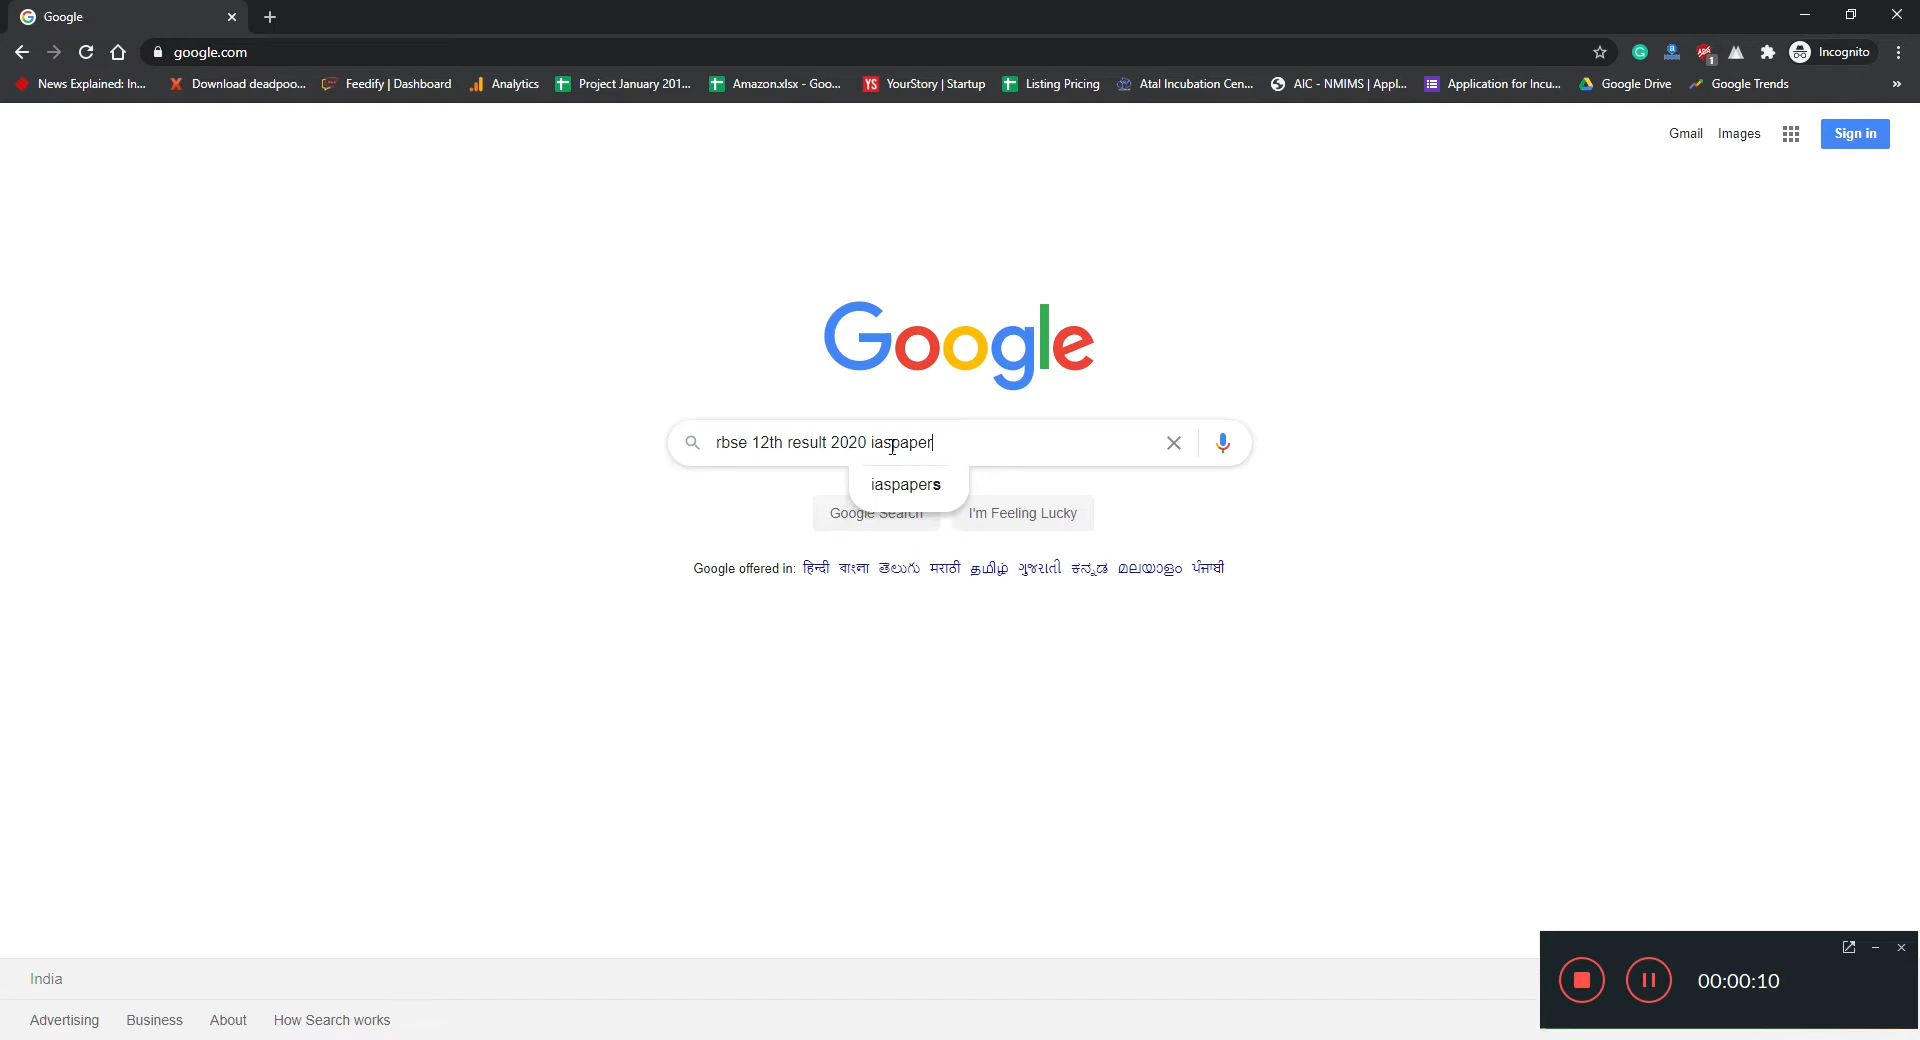 Google
google.com
Incognito
News Explained: In...
Download deadpoo...
Feedify | Dashboard
Analytics
Project January 201...
Amazon.xlsx - Goo...
YS YourStory | Startup
Listing Pricing
Atal Incubation Cen...
AIC - NMIMS | Appl...
Application for Incu...
Google Drive
Google Trends
»
Gmail Images Sign in
Google
rbse 12th result 2020 iaspaper
iaspapers
Google Search I'm Feeling Lucky
Google offered in: हिन्दी বাংলা తెలుగు मराठी தமிழ் ગુજરાતી ಕನ್ನಡ മലയാളം ਪੰਜਾਬੀ
India
00:00:10
Advertising Business About How Search works